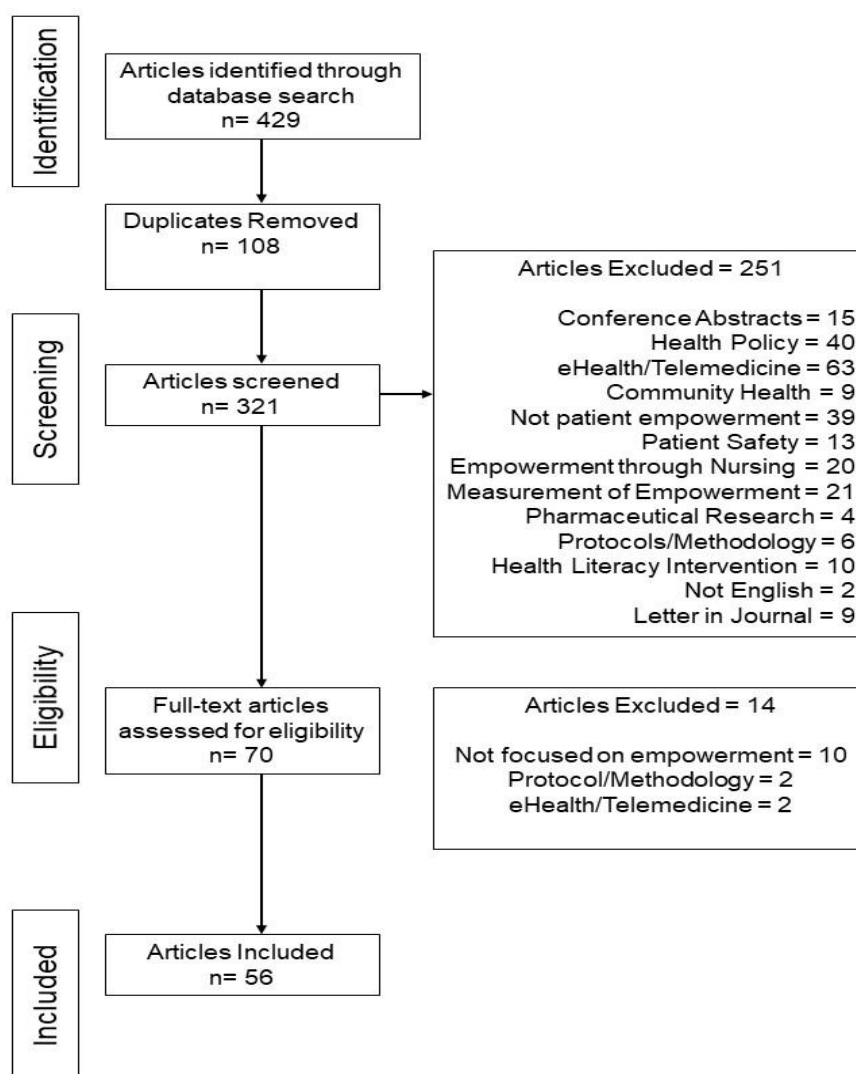 Identification
Articles identified through
database search
n= 429
Duplicates Removed
n= 108
Screening
Articles screened
n= 321
Articles Excluded = 251
Conference Abstracts = 15
Health Policy = 40
eHealth/Telemedicine = 63
Community Health = 9
Not patient empowerment = 39
Patient Safety = 13
Empowerment through Nursing = 20
Measurement of Empowerment = 21
Pharmaceutical Research = 4
Protocols/Methodology = 6
Health Literacy Intervention = 10
Not English = 2
Letter in Journal = 9
Eligibility
Full-text articles
assessed for eligibility
n= 70
Articles Excluded = 14
Not focused on empowerment = 10
Protocol/Methodology = 2
eHealth/Telemedicine = 2
Included
Articles Included
n= 56